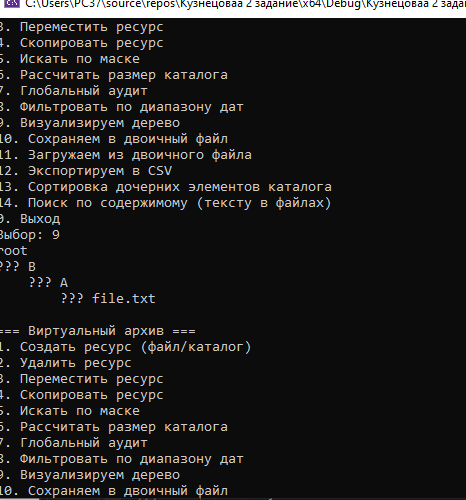 C:\Users\PC37\source\repos\Кузнецоваа 2 задание\x64\Debug\Кузнецоваа 2 зада
3. Переместить ресурс
4. Скопировать ресурс
5. Искать по маске
6. Рассчитать размер каталога
7. Глобальный аудит
8. Фильтровать по диапазону дат
9. Визуализируем дерево
10. Сохраняем в двоичный файл
11. Загружаем из двоичного файла
12. Экспортируем в CSV
13. Сортировка дочерних элементов каталога
14. Поиск по содержимому (тексту в файлах)
0. Выход
Выбор: 9
root
??? B
??? A
??? file.txt
=== Виртуальный архив ===
1. Создать ресурс (файл/каталог)
2. Удалить ресурс
3. Переместить ресурс
4. Скопировать ресурс
5. Искать по маске
6. Рассчитать размер каталога
7. Глобальный аудит
8. Фильтровать по диапазону дат
9. Визуализируем дерево
10. Сохраняем в двоичный файл